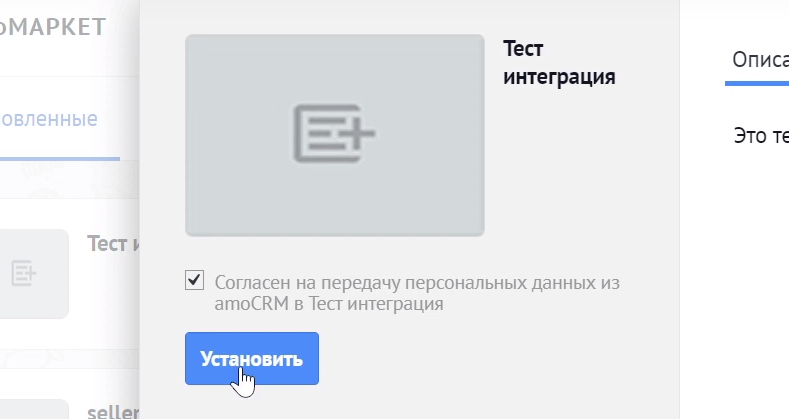 оМАРКЕТ
овленные
Тест и
seller
Тест
интеграция
Согласен на передачу персональных данных из
amoCRM в Тест интеграция
Установить
Описа
Это те